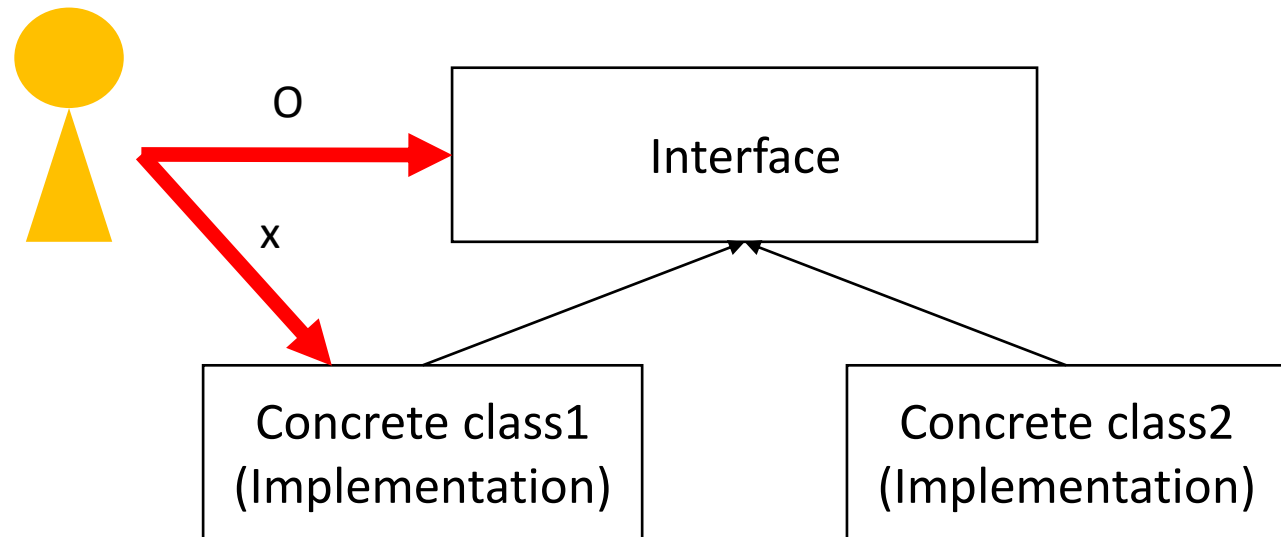 O
Interface
x
Concrete class1
(Implementation)
Concrete class2
(Implementation)